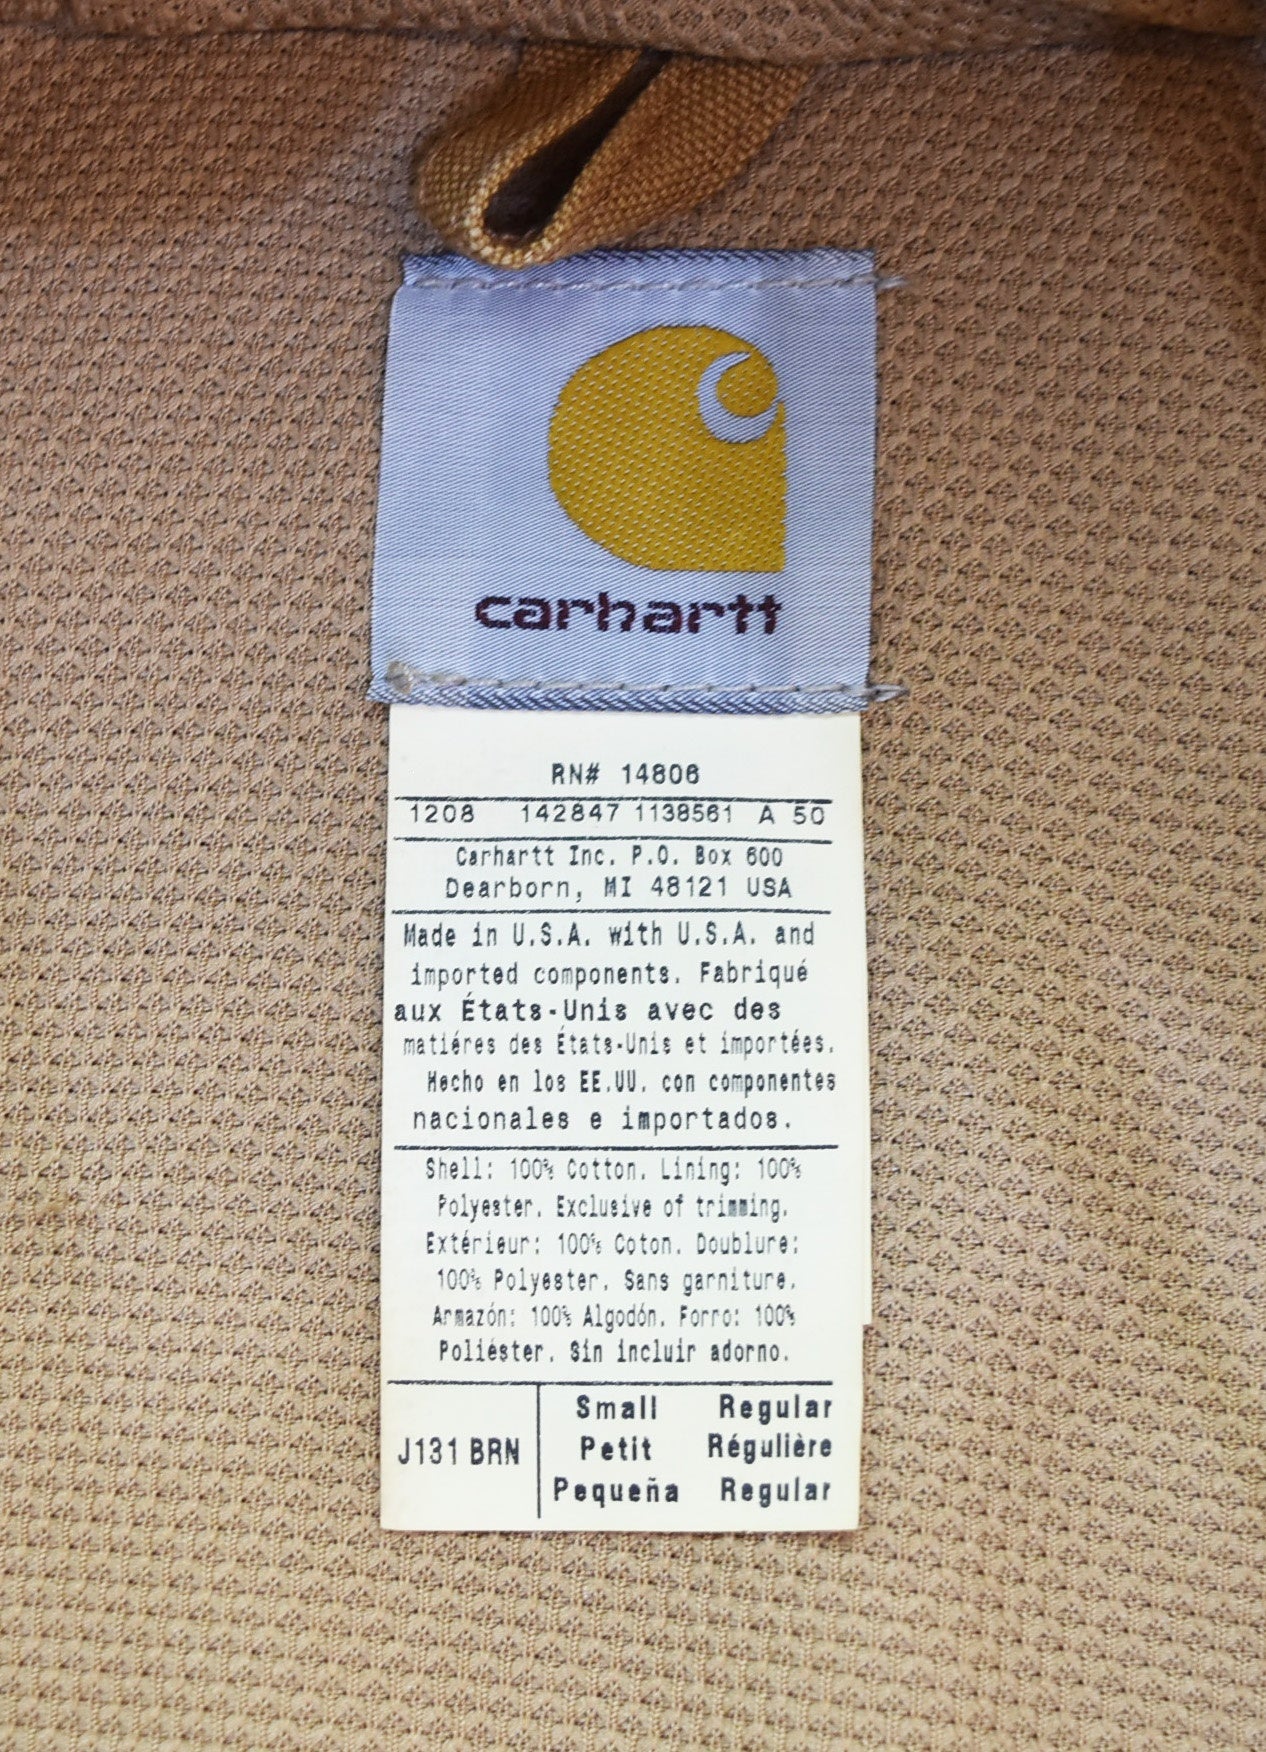 carhartt
RN# 14806
1208 142847 1138561 A 50
Carhartt Inc. P.O. Box 600
Dearborn, MI 48121 USA
Made in U.S.A. with U.S.A. and
imported components. Fabriqué
aux États-Unis avec des
matiéres des États-Unis et importées.
Hecho en los EE.UU. con componentes
nacionales e importados.
Shell: 100% Cotton. Lining: 100%
Polyester. Exclusive of trimming.
Extérieur: 100% Coton. Doublure:
100% Polyester. Sans garniture.
Armazón: 100% Algodón. Forro: 100%
Poliéster. Sin incluir adorno.
J131 BRN
Small Regular
Petit Régulière
Pequeña Regular